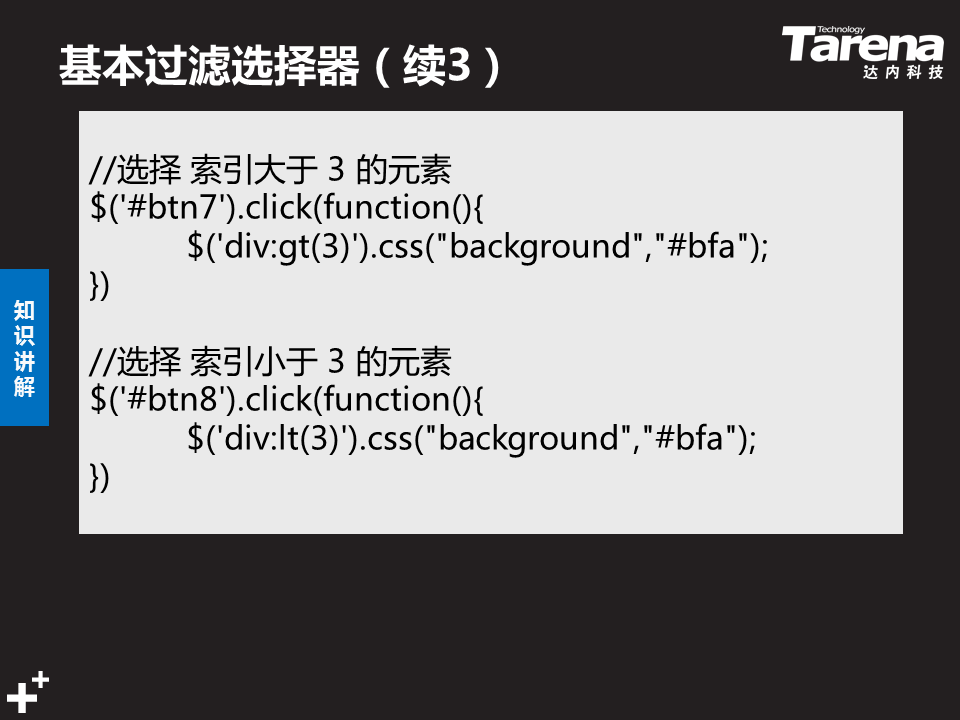 基本过滤选择器（续3）
Technology
Tarena
达内科技
//选择 索引大于 3 的元素
$('#btn7').click(function(){
$('div:gt(3)').css("background","#bfa");
})
//选择 索引小于 3 的元素
$('#btn8').click(function(){
$('div:lt(3)').css("background","#bfa");
})
知
识
讲
解